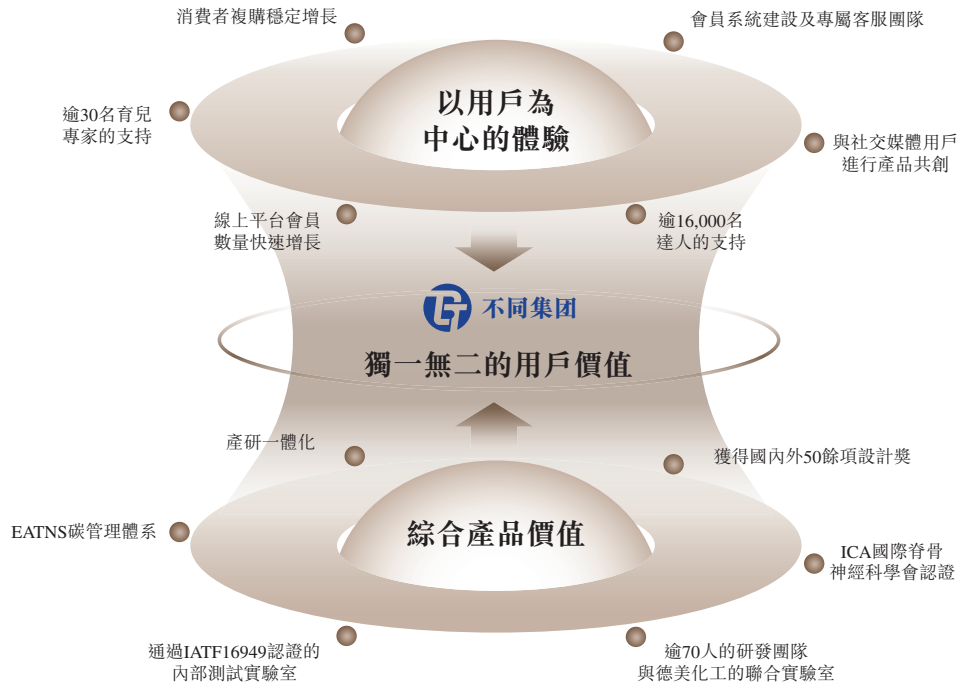 消費者複購穩定增長
會員系統建設及專屬客服團隊
逾30名育兒
專家的支持
以用戶為
中心的體驗
與社交媒體用戶
進行產品共創
線上平台會員
數量快速增長
逾16,000名
達人的支持
不同集团
獨一無二的用戶價值
產研一體化
獲得國內外50餘項設計獎
EATNS碳管理體系
綜合產品價值
ICA國際脊骨
神經科學會認證
通過IATF16949認證的
內部測試實驗室
逾70人的研發團隊
與德美化工的聯合實驗室